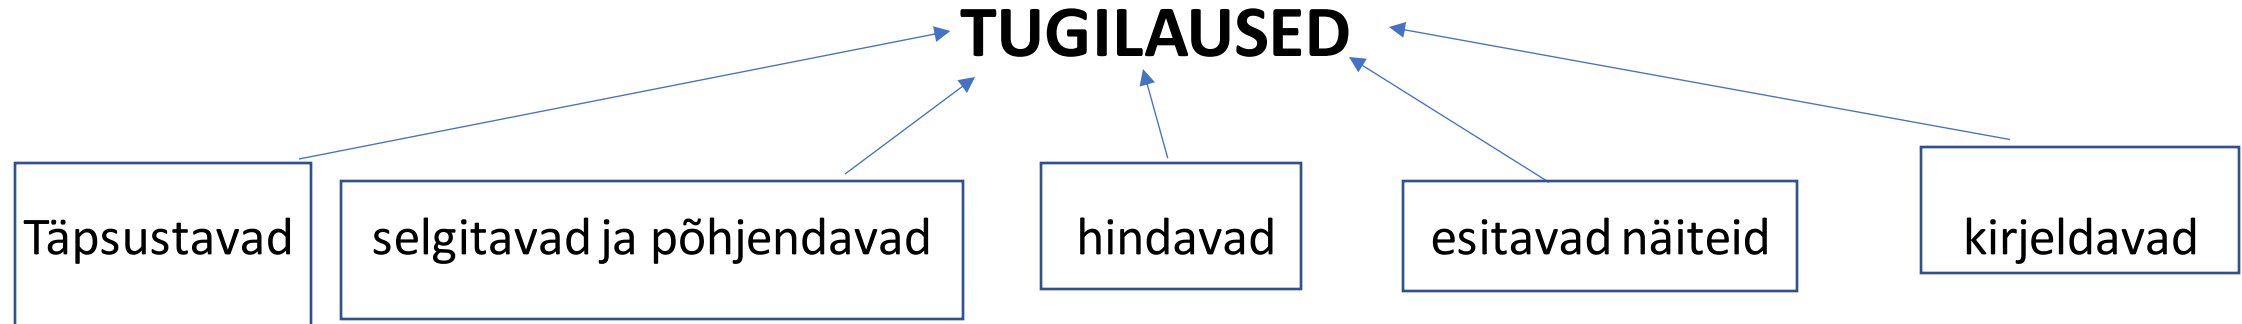 TUGILAUSED
Täpsustavad
selgitavad ja põhjendavad
hindavad
esitavad näiteid
kirjeldavad